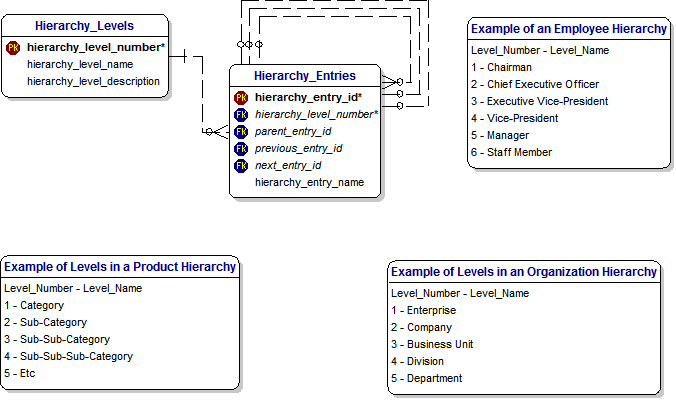 Hierarchy_Levels
PK hierarchy_level_number*
hierarchy_level_name
hierarchy_level_description
Hierarchy_Entries
PK hierarchy_entry_id*
FK hierarchy_level_number*
FK parent_entry_id
FK previous_entry_id
FK next_entry_id
hierarchy_entry_name
Example of an Employee Hierarchy
Level_Number - Level_Name
1 - Chairman
2 - Chief Executive Officer
3 - Executive Vice-President
4 - Vice-President
5 - Manager
6 - Staff Member
Example of Levels in a Product Hierarchy
Level_Number - Level_Name
1 - Category
2 - Sub-Category
3 - Sub-Sub-Category
4 - Sub-Sub-Sub-Category
5 - Etc
Example of Levels in an Organization Hierarchy
Level_Number - Level_Name
1 - Enterprise
2 - Company
3 - Business Unit
4 - Division
5 - Department